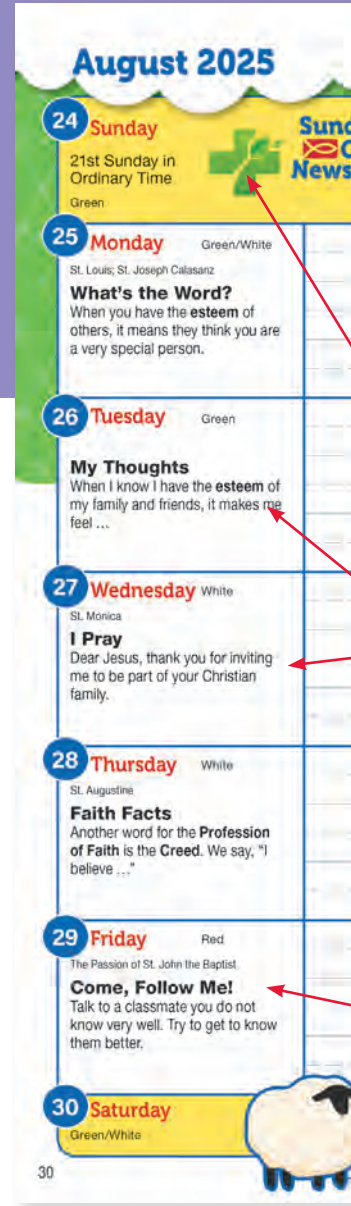 August 2025
24 Sunday
21st Sunday in
Ordinary Time
Green
News
25 Monday Green/White
St. Louis; St. Joseph Calasanz
What's the Word?
When you have the esteem of
others, it means they think you are
a very special person.
26 Tuesday Green
My Thoughts
When I know I have the esteem of
my family and friends, it makes me
feel ...
27 Wednesday White
St. Monica
I Pray
Dear Jesus, thank you for inviting
me to be part of your Christian
family.
28 Thursday White
St. Augustine
Faith Facts
Another word for the Profession
of Faith is the Creed. We say, "I
believe ..."
29 Friday Red
The Passion of St. John the Baptist
Come, Follow Me!
Talk to a classmate you do not
know very well. Try to get to know
them better.
30 Saturday
Green/White
30